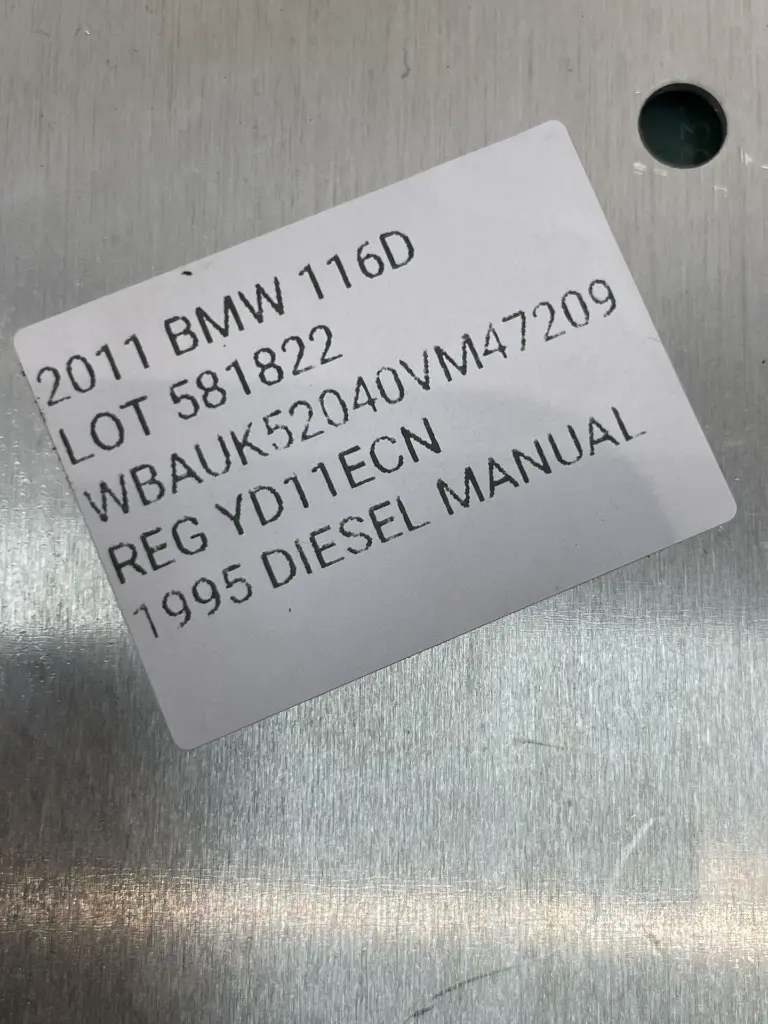 2011 BMW 116D
LOT 581822
WBAUK52040VM47209
REG YD11ECN
1995 DIESEL MANUAL